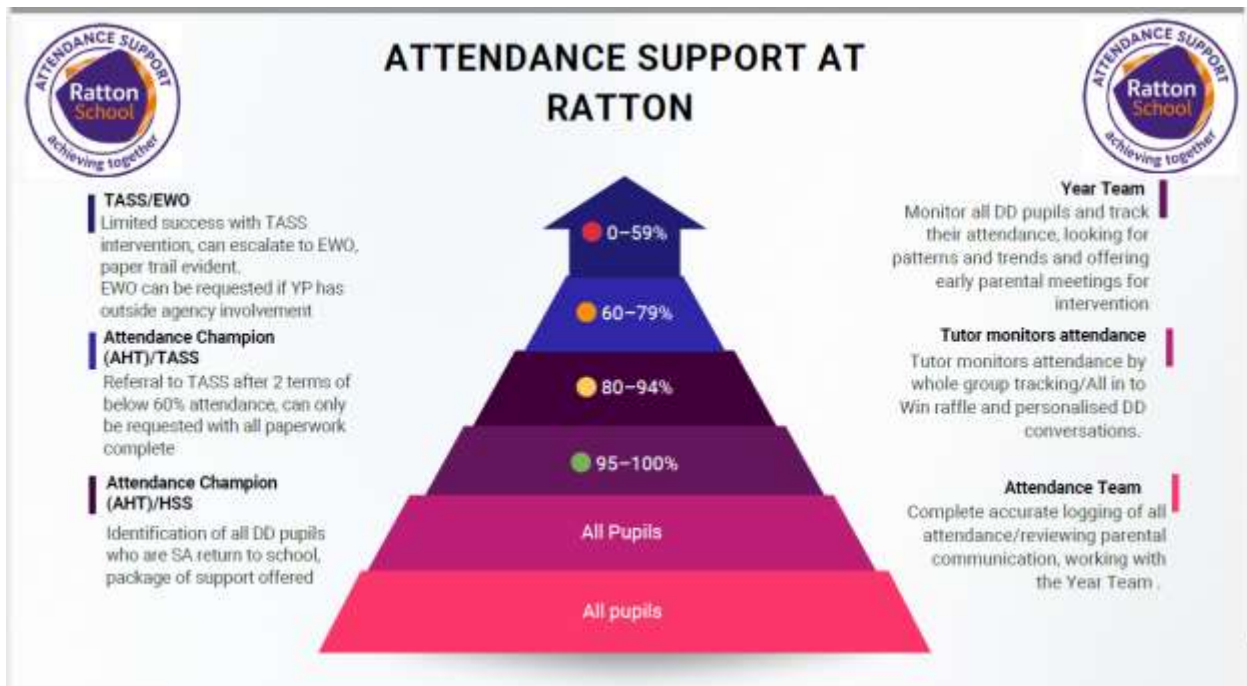 ATTENDANCE SUPPORT
Ratton
School
achieving together
ATTENDANCE SUPPORT AT
RATTON
ATTENDANCE SUPPORT
Ratton
School
achieving together
TASS/EWO
Limited success with TASS
intervention, can escalate to EWO,
paper trail evident.
EWO can be requested if YP has
outside agency involvement
Attendance Champion
(AHT)/TASS
Referral to TASS after 2 terms of
below 60% attendance, can only
be requested with all paperwork
complete
Attendance Champion
(AHT)/HSS
Identification of all DD pupils
who are SA return to school,
package of support offered
0–59%
60–79%
80–94%
95–100%
All Pupils
All pupils
Year Team
Monitor all DD pupils and track
their attendance, looking for
patterns and trends and offering
early parental meetings for
intervention
Tutor monitors attendance
Tutor monitors attendance by
whole group tracking/All in to
Win raffle and personalised DD
conversations.
Attendance Team
Complete accurate logging of all
attendance/reviewing parental
communication, working with
the Year Team .